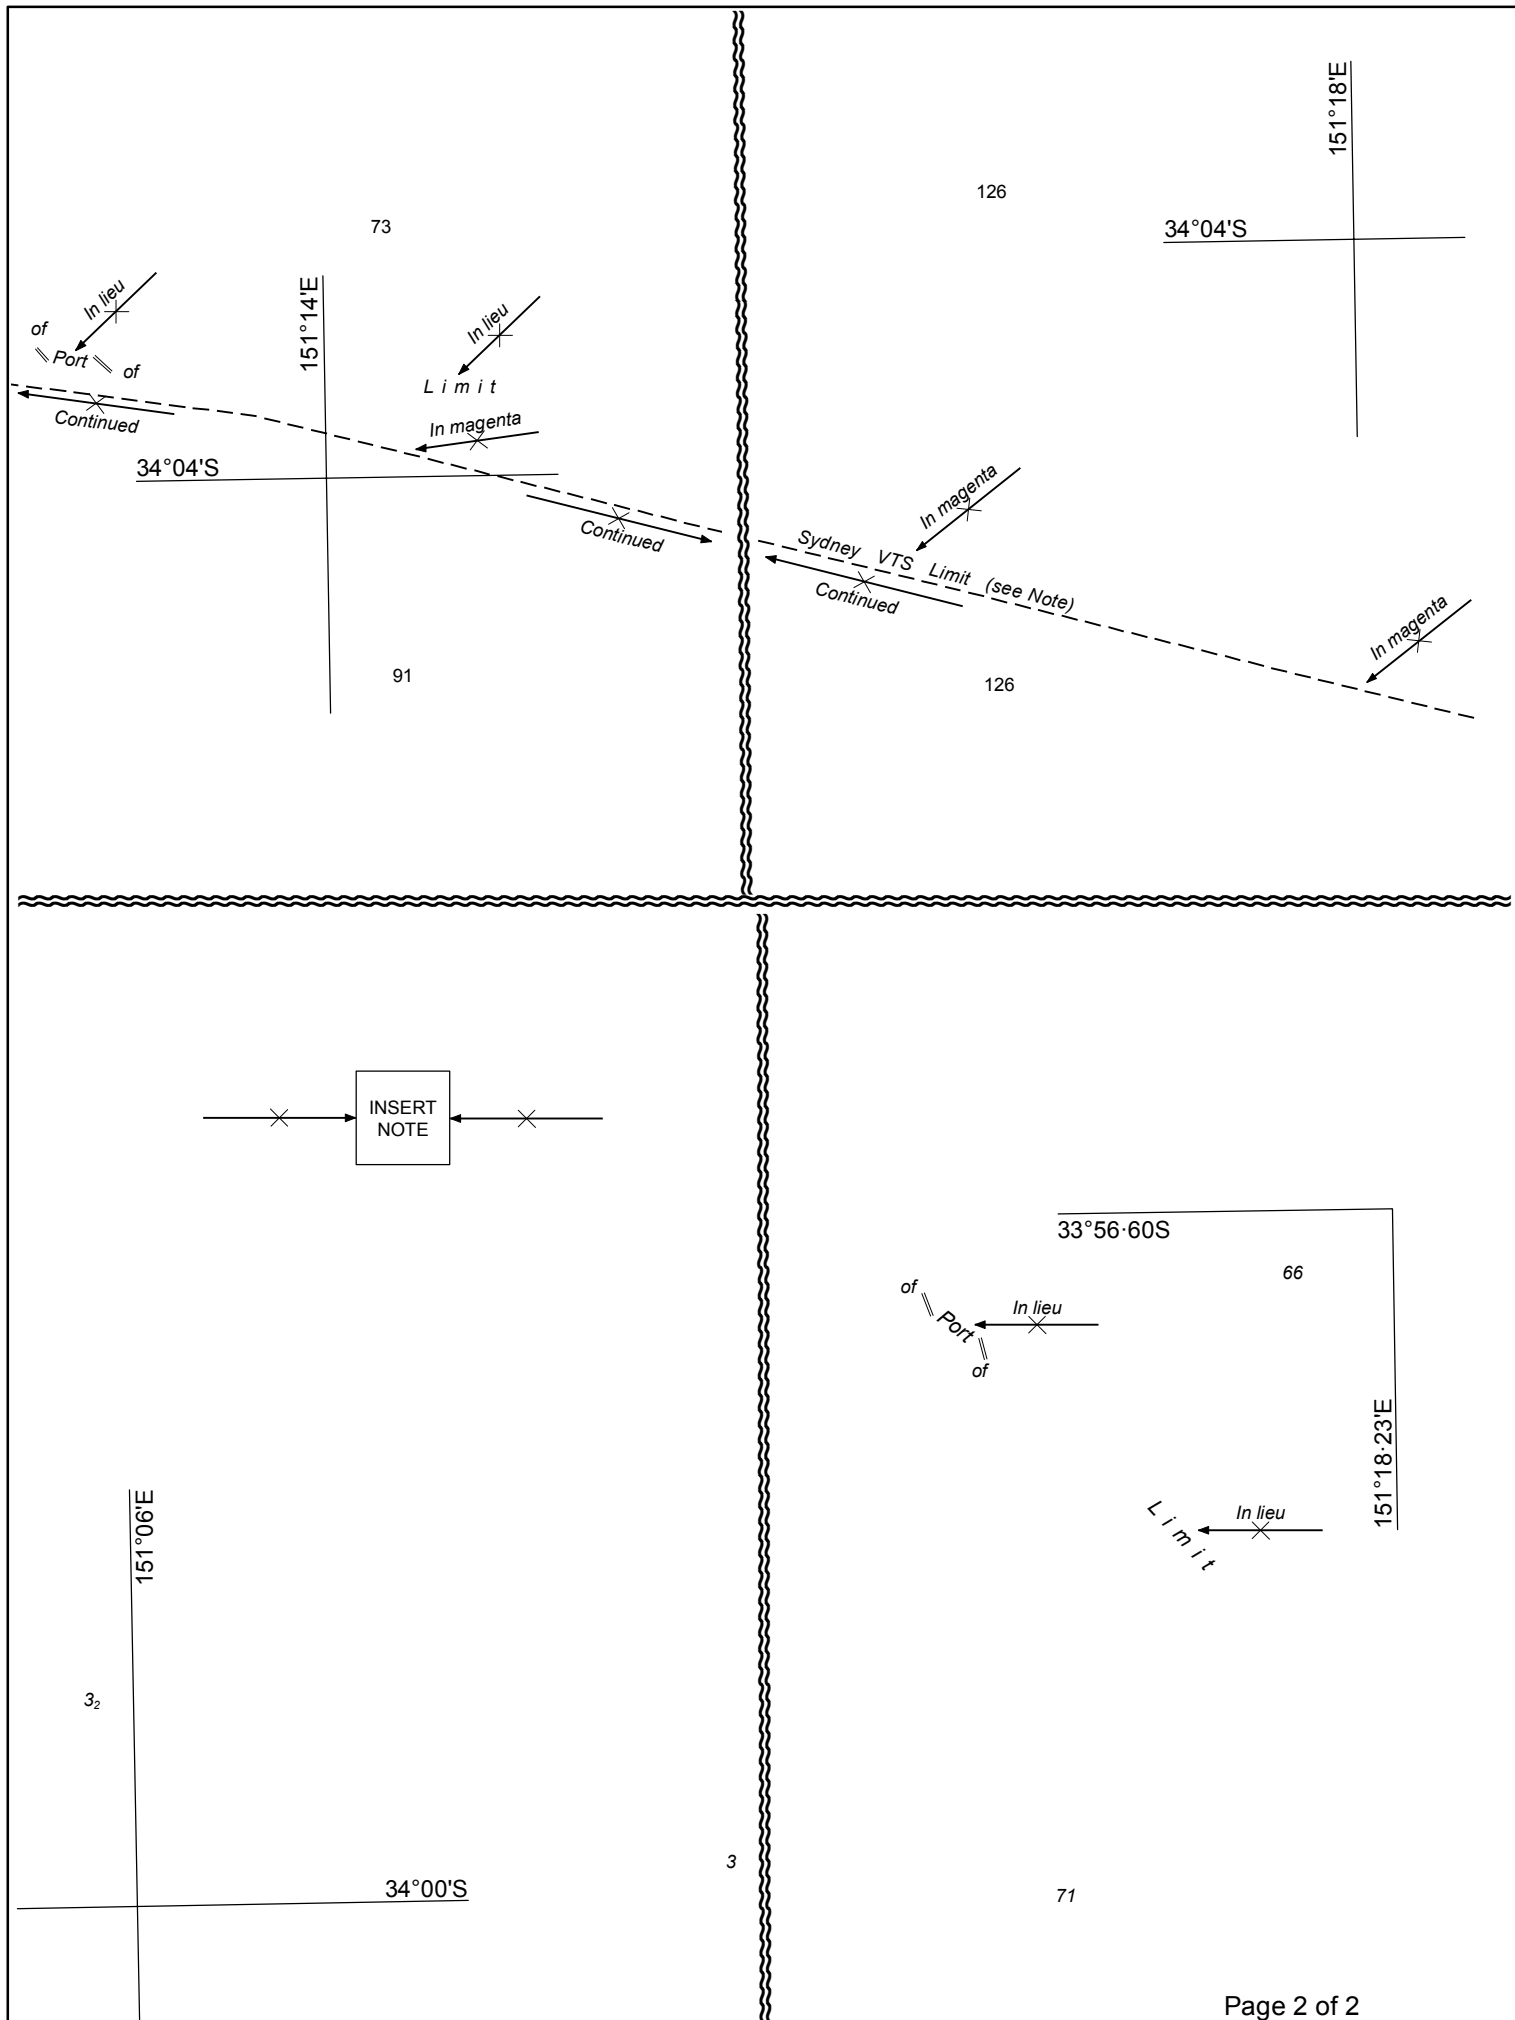 73
151°14'E
In lieu
of
Port
of
Continued
In lieu
Limit
In magenta
34°04'S
Continued
91
151°18'E
126
34°04'S
In magenta
Sydney VTS Limit (see Note)
Continued
In magenta
126
INSERT
NOTE
151°06'E
3₂
34°00'S
3
33°56·60S
66
of
Port
of
In lieu
151°18·23'E
Limit
In lieu
71
Page 2 of 2